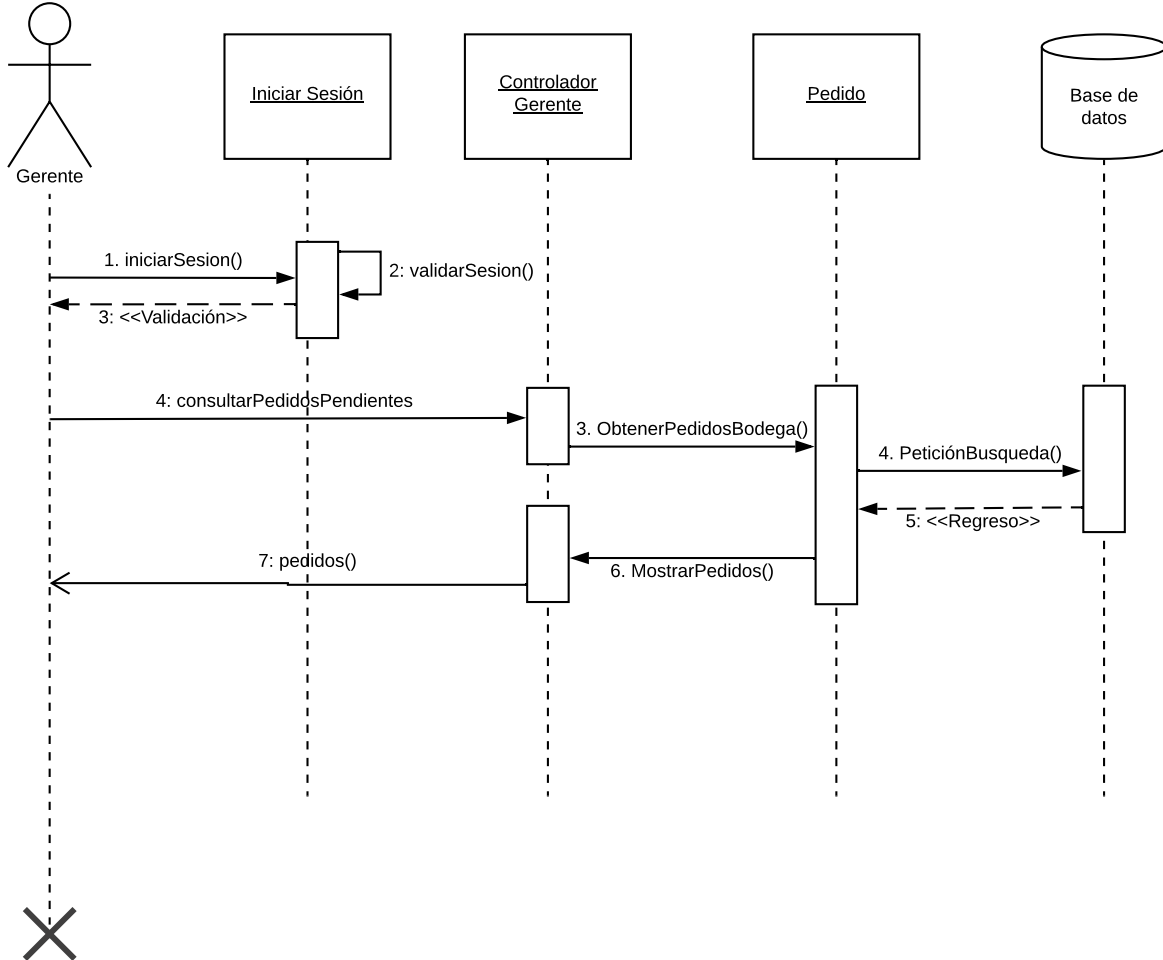 Iniciar Sesión
Controlador
Gerente
Pedido
Base de
datos
Gerente
1. iniciarSesion()
2: validarSesion()
3: <<Validación>>
4: consultarPedidosPendientes
3. ObtenerPedidosBodega()
4. PeticiónBusqueda()
5: <<Regreso>>
7: pedidos()
6. MostrarPedidos()